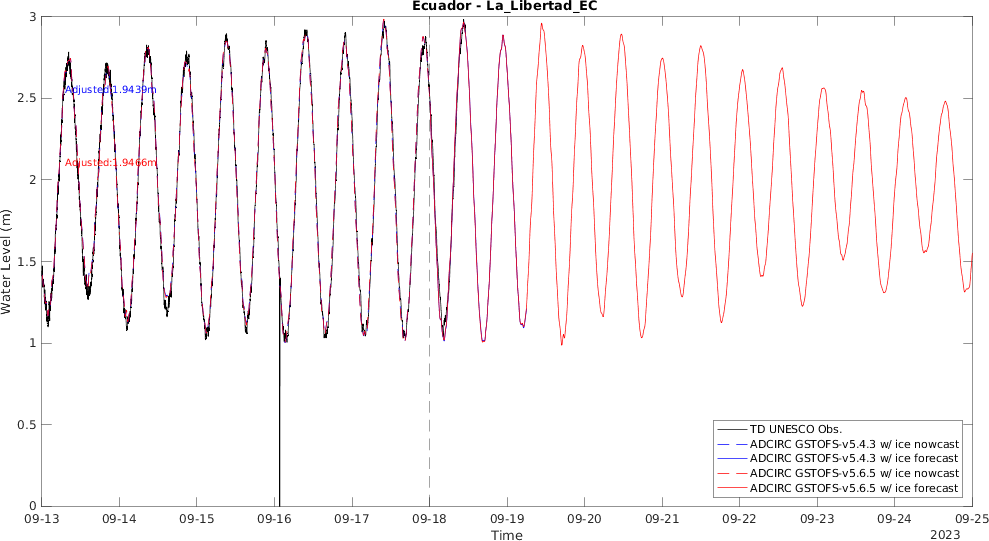 Ecuador - La_Libertad_EC
Water Level (m)
3
2.5
2
1.5
1
0.5
0
Adjusted:1.9439m
Adjusted:1.9466m
TD UNESCO Obs.
ADCIRC GSTOFS-v5.4.3 w/ ice nowcast
ADCIRC GSTOFS-v5.4.3 w/ ice forecast
ADCIRC GSTOFS-v5.6.5 w/ ice nowcast
ADCIRC GSTOFS-v5.6.5 w/ ice forecast
09-13 09-14 09-15 09-16 09-17 09-18 09-19 09-20 09-21 09-22 09-23 09-24 09-25
Time
2023